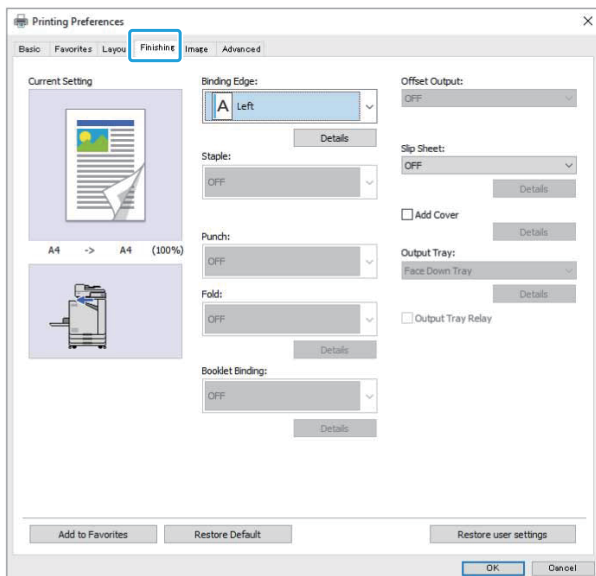 Printing Preferences
Basic Favorites Layou Finishing Image Advanced
Current Setting
A4 -> A4 (100%)
Binding Edge:
A Left
Details
Staple:
OFF
Punch:
OFF
Fold:
OFF
Details
Booklet Binding:
OFF
Details
Offset Output:
OFF
Slip Sheet:
OFF
Details
Add Cover
Details
Output Tray:
Face Down Tray
Details
Output Tray Relay
Add to Favorites Restore Default Restore user settings
OK Cancel